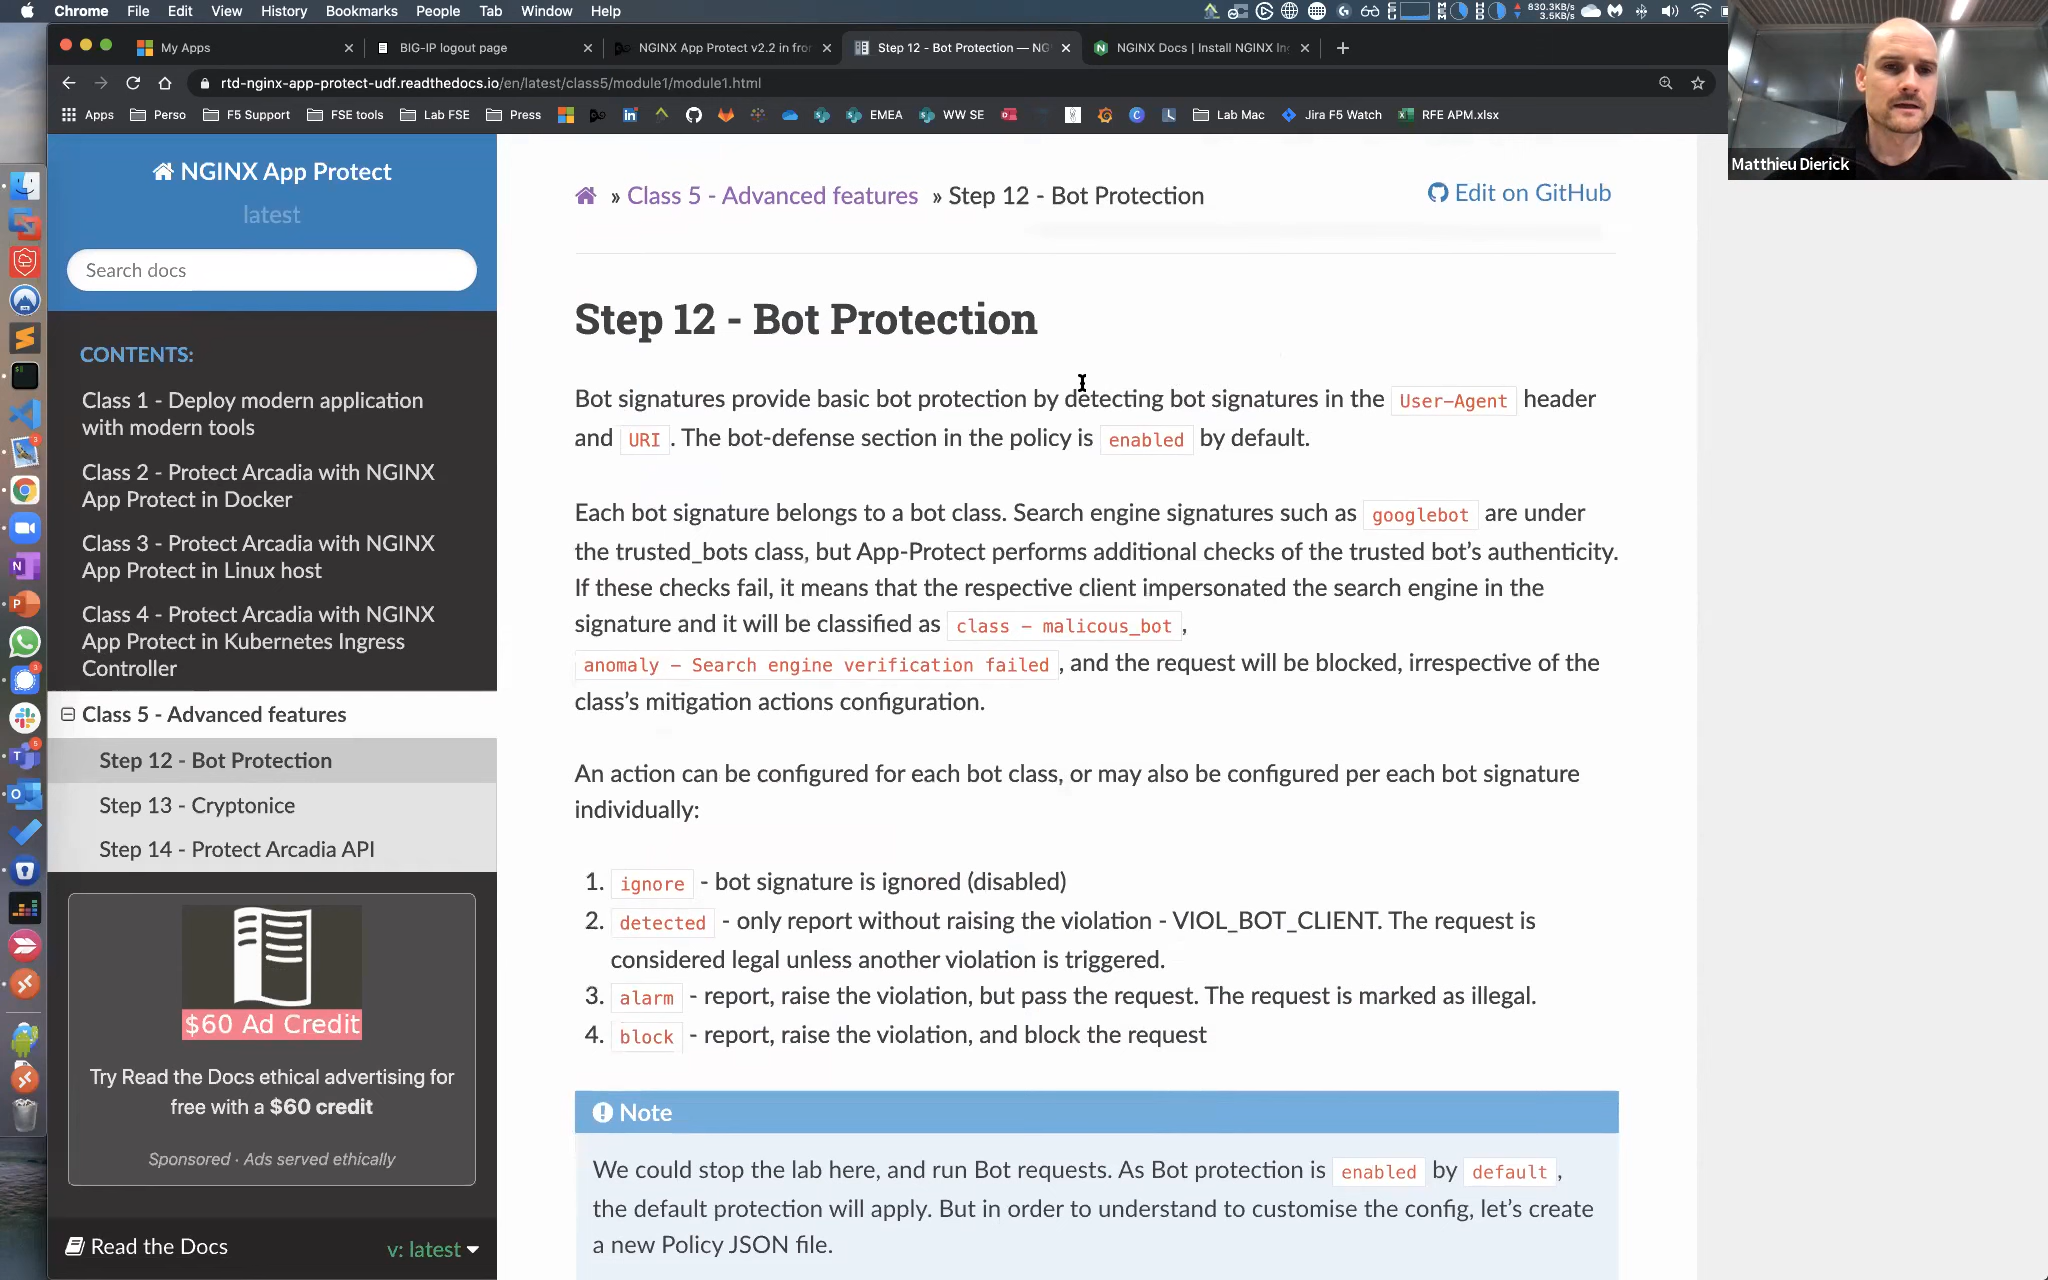 Chrome File Edit View History Bookmarks People Tab Window Help
830.3KB/s
3.5KB/s
My Apps
BIG-IP logout page
NGINX App Protect v2.2 in fro
Step 12 - Bot Protection — NG
NGINX Docs | Install NGINX In
rtd-nginx-app-protect-udf.readthedocs.io/en/latest/class5/module1/module1.html
Apps Perso F5 Support FSE tools Lab FSE Press EMEA WW SE Lab Mac Jira F5 Watch RFE APM.xlsx
Matthieu Dierick
NGINX App Protect
latest
Search docs
CONTENTS:
Class 1 - Deploy modern application
with modern tools
Class 2 - Protect Arcadia with NGINX
App Protect in Docker
Class 3 - Protect Arcadia with NGINX
App Protect in Linux host
Class 4 - Protect Arcadia with NGINX
App Protect in Kubernetes Ingress
Controller
Class 5 - Advanced features
Step 12 - Bot Protection
Step 13 - Cryptonice
Step 14 - Protect Arcadia API
$60 Ad Credit
Try Read the Docs ethical advertising for
free with a $60 credit
Sponsored · Ads served ethically
Read the Docs
v: latest
» Class 5 - Advanced features » Step 12 - Bot Protection
Edit on GitHub
Step 12 - Bot Protection
Bot signatures provide basic bot protection by detecting bot signatures in the User-Agent header
and URI . The bot-defense section in the policy is enabled by default.
Each bot signature belongs to a bot class. Search engine signatures such as googlebot are under
the trusted_bots class, but App-Protect performs additional checks of the trusted bot’s authenticity.
If these checks fail, it means that the respective client impersonated the search engine in the
signature and it will be classified as class - malicous_bot ,
anomaly - Search engine verification failed , and the request will be blocked, irrespective of the
class’s mitigation actions configuration.
An action can be configured for each bot class, or may also be configured per each bot signature
individually:
1. ignore - bot signature is ignored (disabled)
2. detected - only report without raising the violation - VIOL_BOT_CLIENT. The request is
considered legal unless another violation is triggered.
3. alarm - report, raise the violation, but pass the request. The request is marked as illegal.
4. block - report, raise the violation, and block the request
Note
We could stop the lab here, and run Bot requests. As Bot protection is enabled by default ,
the default protection will apply. But in order to understand to customise the config, let’s create
a new Policy JSON file.